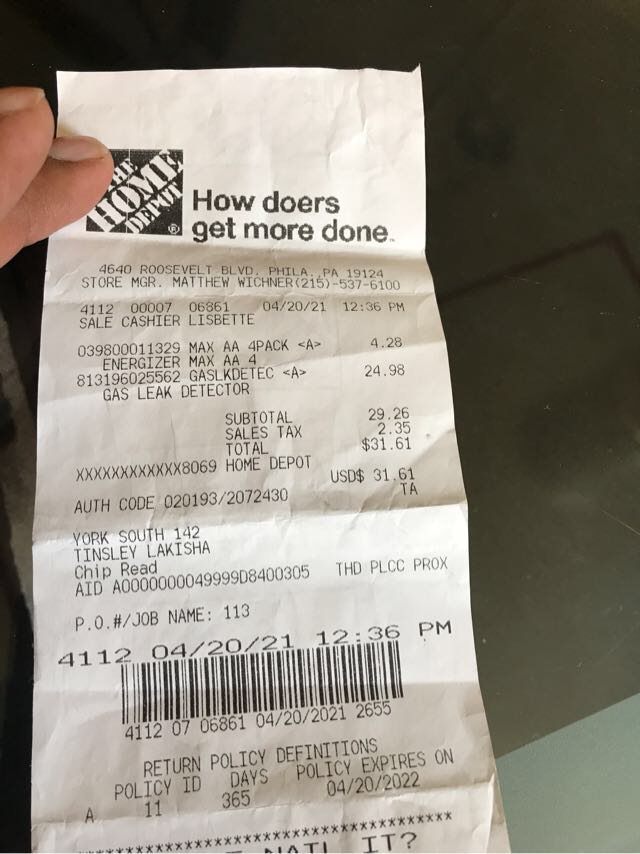 THE
HOME
DEPOT
How doers
get more done™
4640 ROOSEVELT BLVD. PHILA.,PA 19124
STORE MGR. MATTHEW WICHNER(215)-537-6100
4112 00007 06861 04/20/21 12:36 PM
SALE CASHIER LISBETTE
039800011329 MAX AA 4PACK <A> 4.28
ENERGIZER MAX AA 4
813196025562 GASLKDETEC <A> 24.98
GAS LEAK DETECTOR
SUBTOTAL 29.26
SALES TAX 2.35
TOTAL $31.61
XXXXXXXXXXXX8069 HOME DEPOT
USD$ 31.61
AUTH CODE 020193/2072430 TA
YORK SOUTH 142
TINSLEY LAKISHA
Chip Read
AID A0000000049999D8400305 THD PLCC PROX
P.O.#/JOB NAME: 113
4112 04/20/21 12:36 PM
4112 07 06861 04/20/2021 2655
RETURN POLICY DEFINITIONS
POLICY ID DAYS POLICY EXPIRES ON
A 11 365 04/20/2022
NAIL IT?